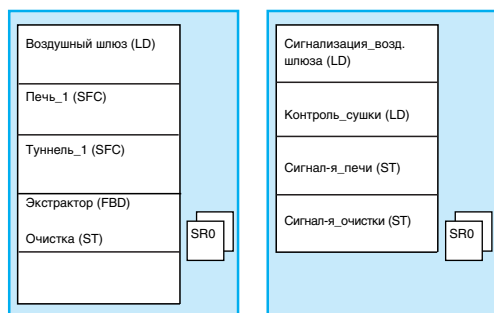 Воздушный шлюз (LD)
Печь_1 (SFC)
Туннель_1 (SFC)
Экстрактор (FBD)
Очистка (ST)
SR0
Сигнализация_возд.
шлюза (LD)
Контроль_сушки (LD)
Сигнал-я_печи (ST)
Сигнал-я_очистки (ST)
SR0